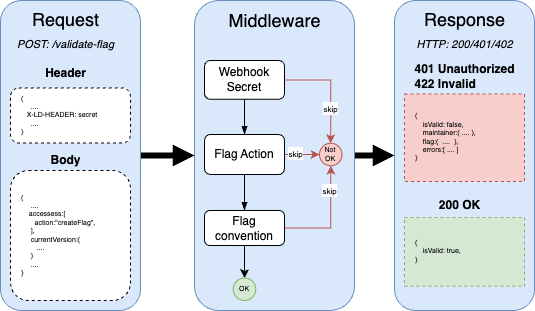 Request
POST: /validate-flag
Header
{
....
X-LD-HEADER: secret
....
}
Body
{
....
accessess:[
action:"createFlag",
],
currentVersion:{
....
}
....
}
Middleware
Webhook
Secret
skip
Flag Action
skip
Not
OK
skip
Flag
convention
OK
Response
HTTP: 200/401/402
401 Unauthorized
422 Invalid
{
isValid: false,
maintainer:{ .... },
flag:{ .... },
errors:[ .... ]
}
200 OK
{
isValid: true,
}